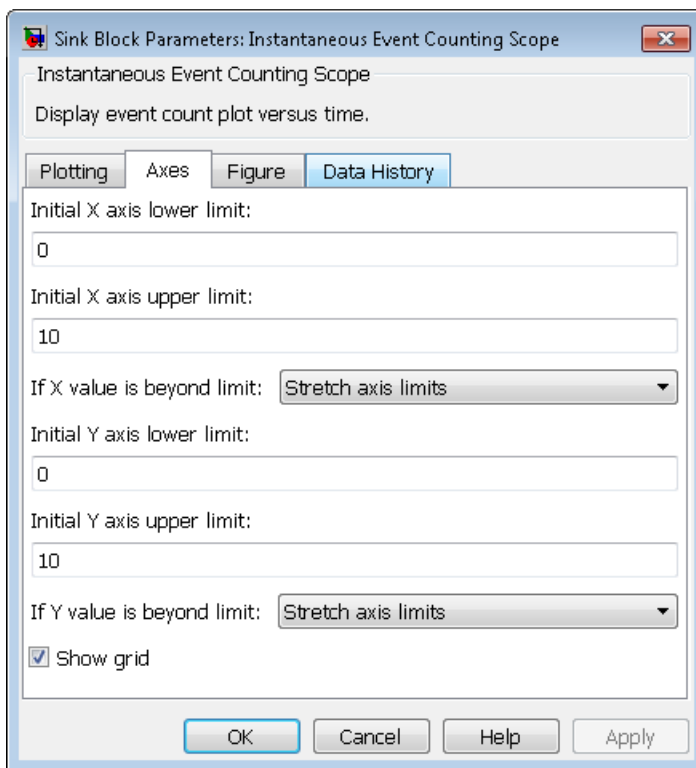 Sink Block Parameters: Instantaneous Event Counting Scope
Instantaneous Event Counting Scope
Display event count plot versus time.
Plotting Axes Figure Data History
Initial X axis lower limit:
0
Initial X axis upper limit:
10
If X value is beyond limit: Stretch axis limits
Initial Y axis lower limit:
0
Initial Y axis upper limit:
10
If Y value is beyond limit: Stretch axis limits
Show grid
OK Cancel Help Apply